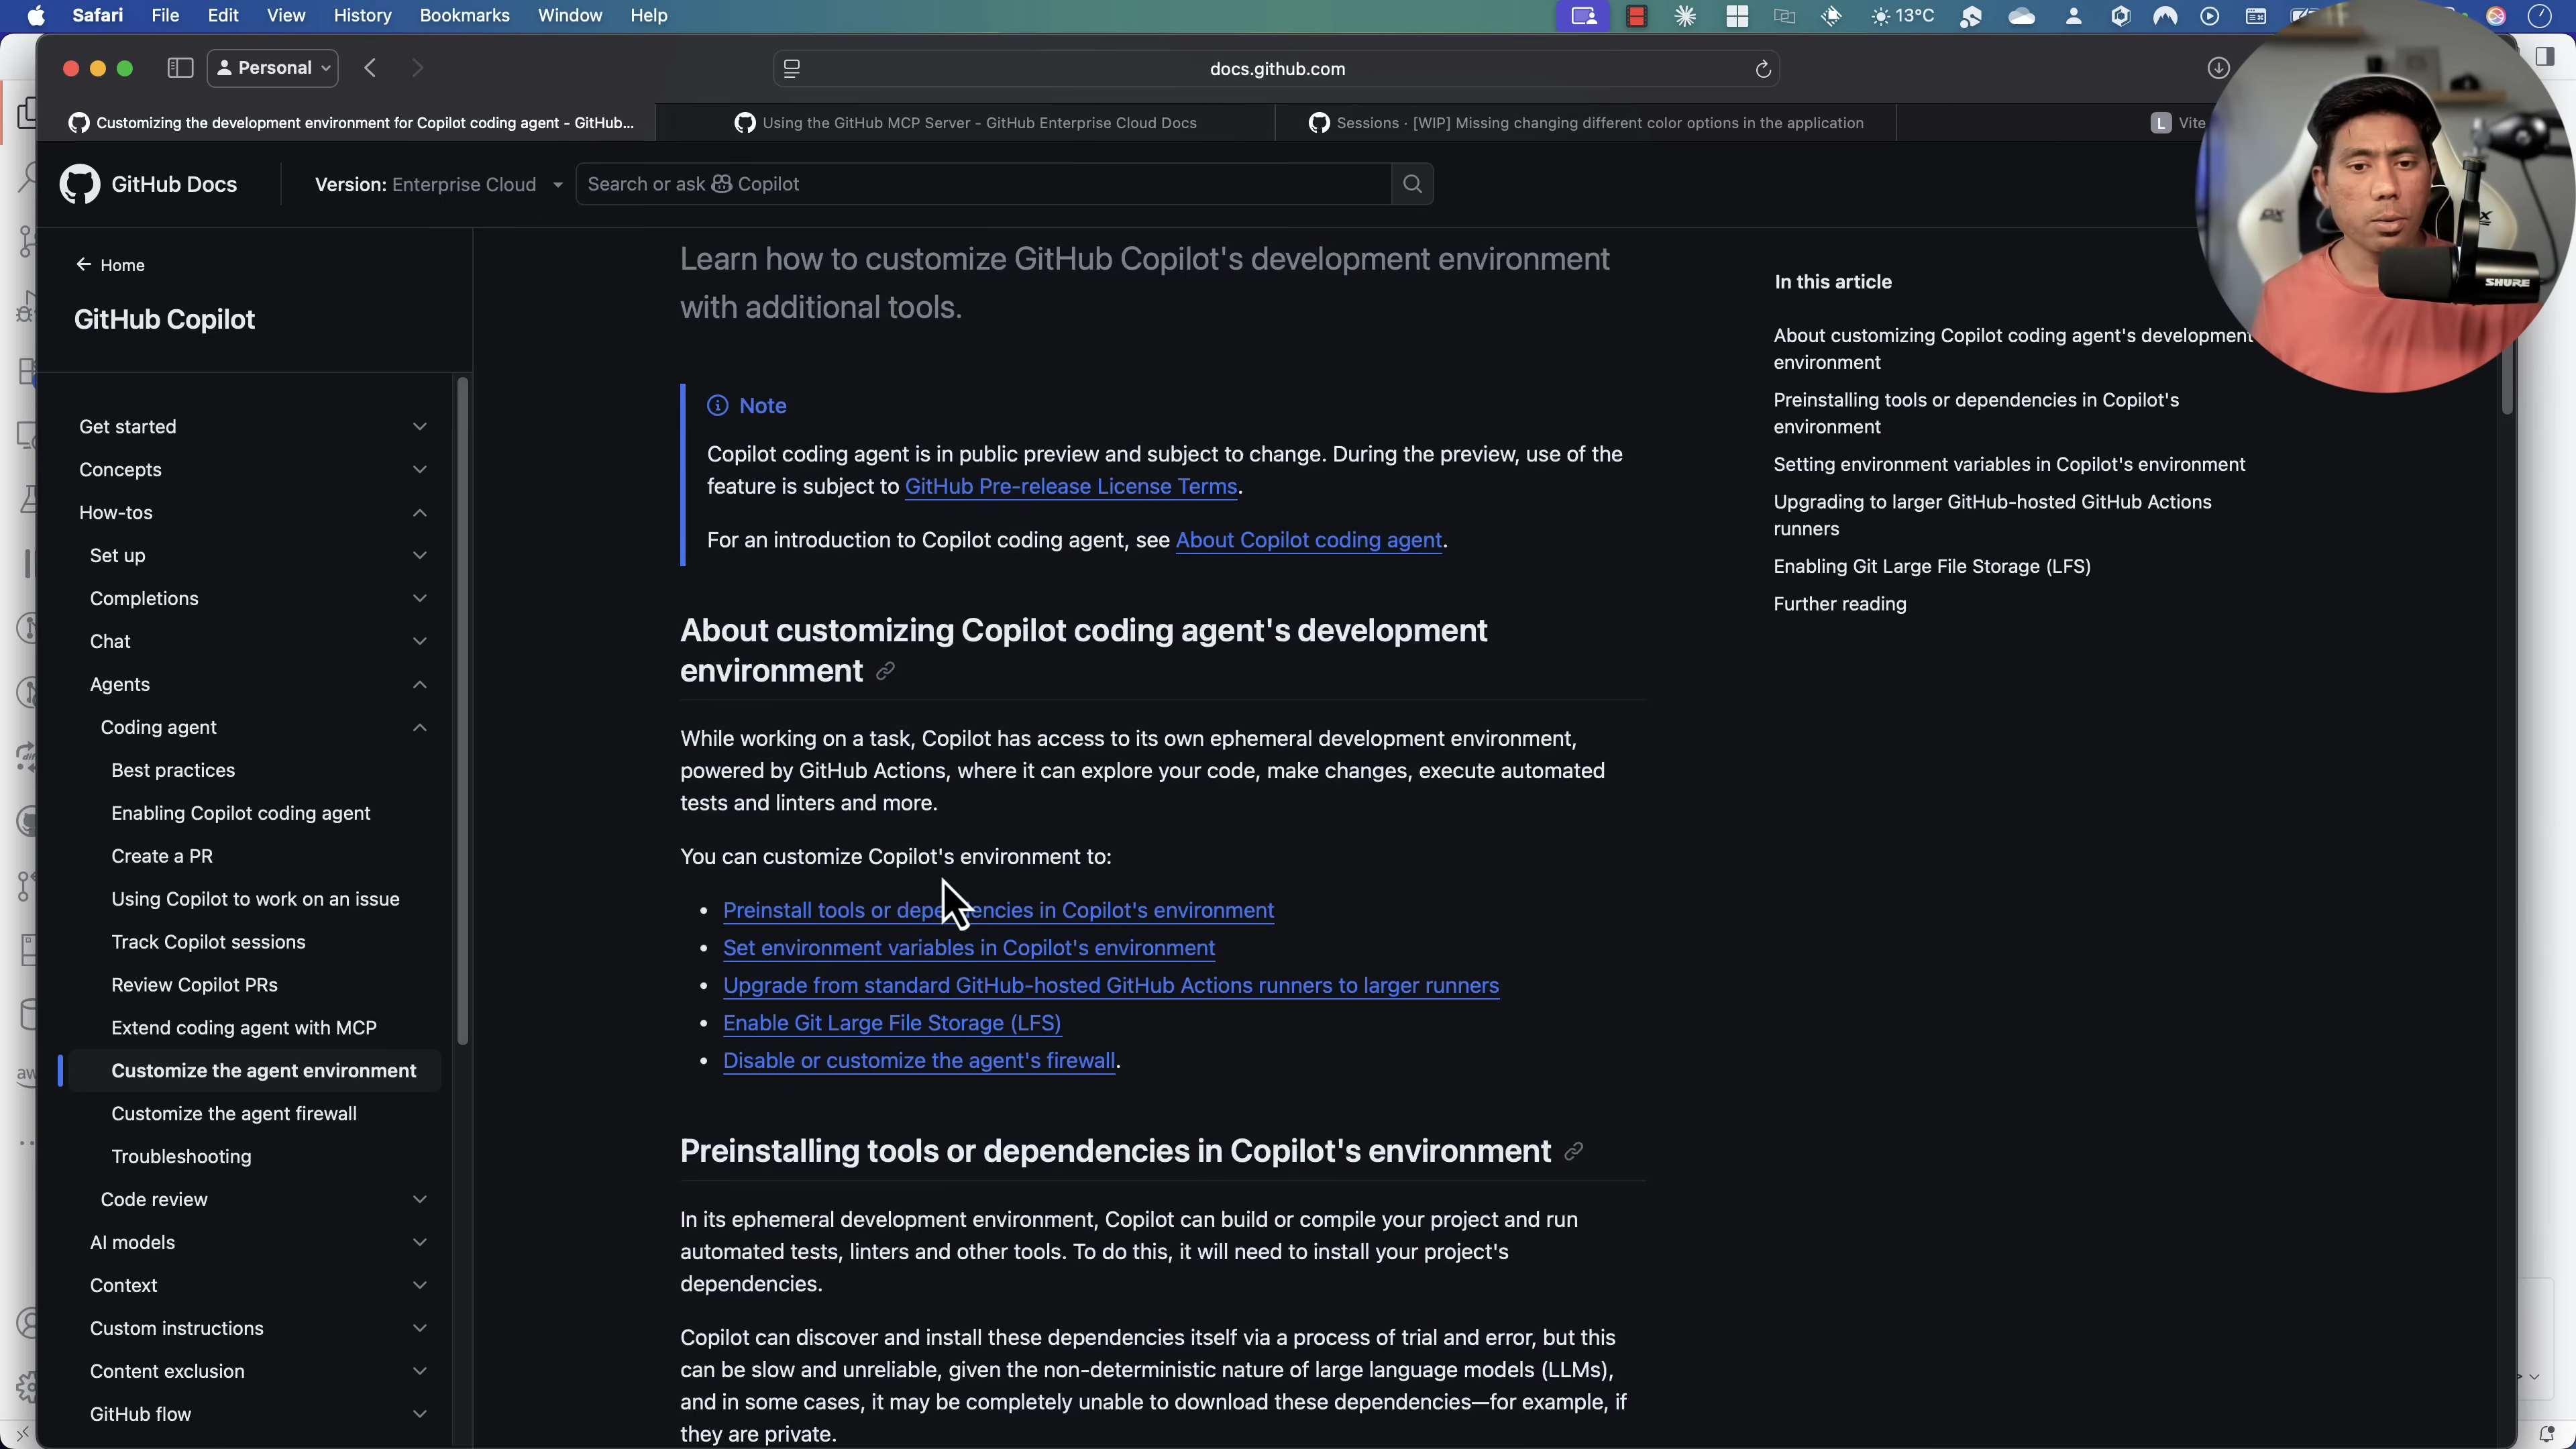 Safari File Edit View History Bookmarks Window Help 13°C
Personal docs.github.com
Customizing the development environment for Copilot coding agent - GitHub... Using the GitHub MCP Server - GitHub Enterprise Cloud Docs Sessions · [WIP] Missing changing different color options in the application L Vite
GitHub Docs Version: Enterprise Cloud Search or ask Copilot
Home
GitHub Copilot
Get started
Concepts
How-tos
Set up
Completions
Chat
Agents
Coding agent
Best practices
Enabling Copilot coding agent
Create a PR
Using Copilot to work on an issue
Track Copilot sessions
Review Copilot PRs
Extend coding agent with MCP
Customize the agent environment
Customize the agent firewall
Troubleshooting
Code review
AI models
Context
Custom instructions
Content exclusion
GitHub flow
Learn how to customize GitHub Copilot's development environment
with additional tools.
Note
Copilot coding agent is in public preview and subject to change. During the preview, use of the
feature is subject to GitHub Pre-release License Terms.
For an introduction to Copilot coding agent, see About Copilot coding agent.
About customizing Copilot coding agent's development
environment
While working on a task, Copilot has access to its own ephemeral development environment,
powered by GitHub Actions, where it can explore your code, make changes, execute automated
tests and linters and more.
You can customize Copilot's environment to:
• Preinstall tools or dependencies in Copilot's environment
• Set environment variables in Copilot's environment
• Upgrade from standard GitHub-hosted GitHub Actions runners to larger runners
• Enable Git Large File Storage (LFS)
• Disable or customize the agent's firewall.
Preinstalling tools or dependencies in Copilot's environment
In its ephemeral development environment, Copilot can build or compile your project and run
automated tests, linters and other tools. To do this, it will need to install your project's
dependencies.
Copilot can discover and install these dependencies itself via a process of trial and error, but this
can be slow and unreliable, given the non-deterministic nature of large language models (LLMs),
and in some cases, it may be completely unable to download these dependencies—for example, if
they are private.
In this article
About customizing Copilot coding agent's development
environment
Preinstalling tools or dependencies in Copilot's
environment
Setting environment variables in Copilot's environment
Upgrading to larger GitHub-hosted GitHub Actions
runners
Enabling Git Large File Storage (LFS)
Further reading
SHURE